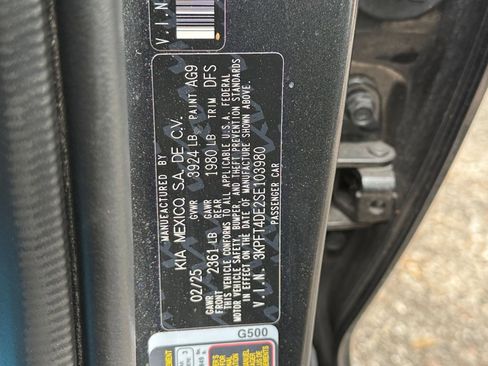 V.I.N.
MANUFACTURED BY
KIA MEXICO, S.A. DE C.V.
02/25 GVWR 3924 LB PAINT AG9
GAWR FRONT 2361 LB GAWR REAR 1980 LB TRIM DFS
THIS VEHICLE CONFORMS TO ALL APPLICABLE U.S.A. FEDERAL
MOTOR VEHICLE SAFETY, BUMPER, AND THEFT PREVENTION STANDARDS
IN EFFECT ON THE DATE OF MANUFACTURE SHOWN ABOVE.
V.I.N. 3KPFT4DE2SE103980
PASSENGER CAR
G500